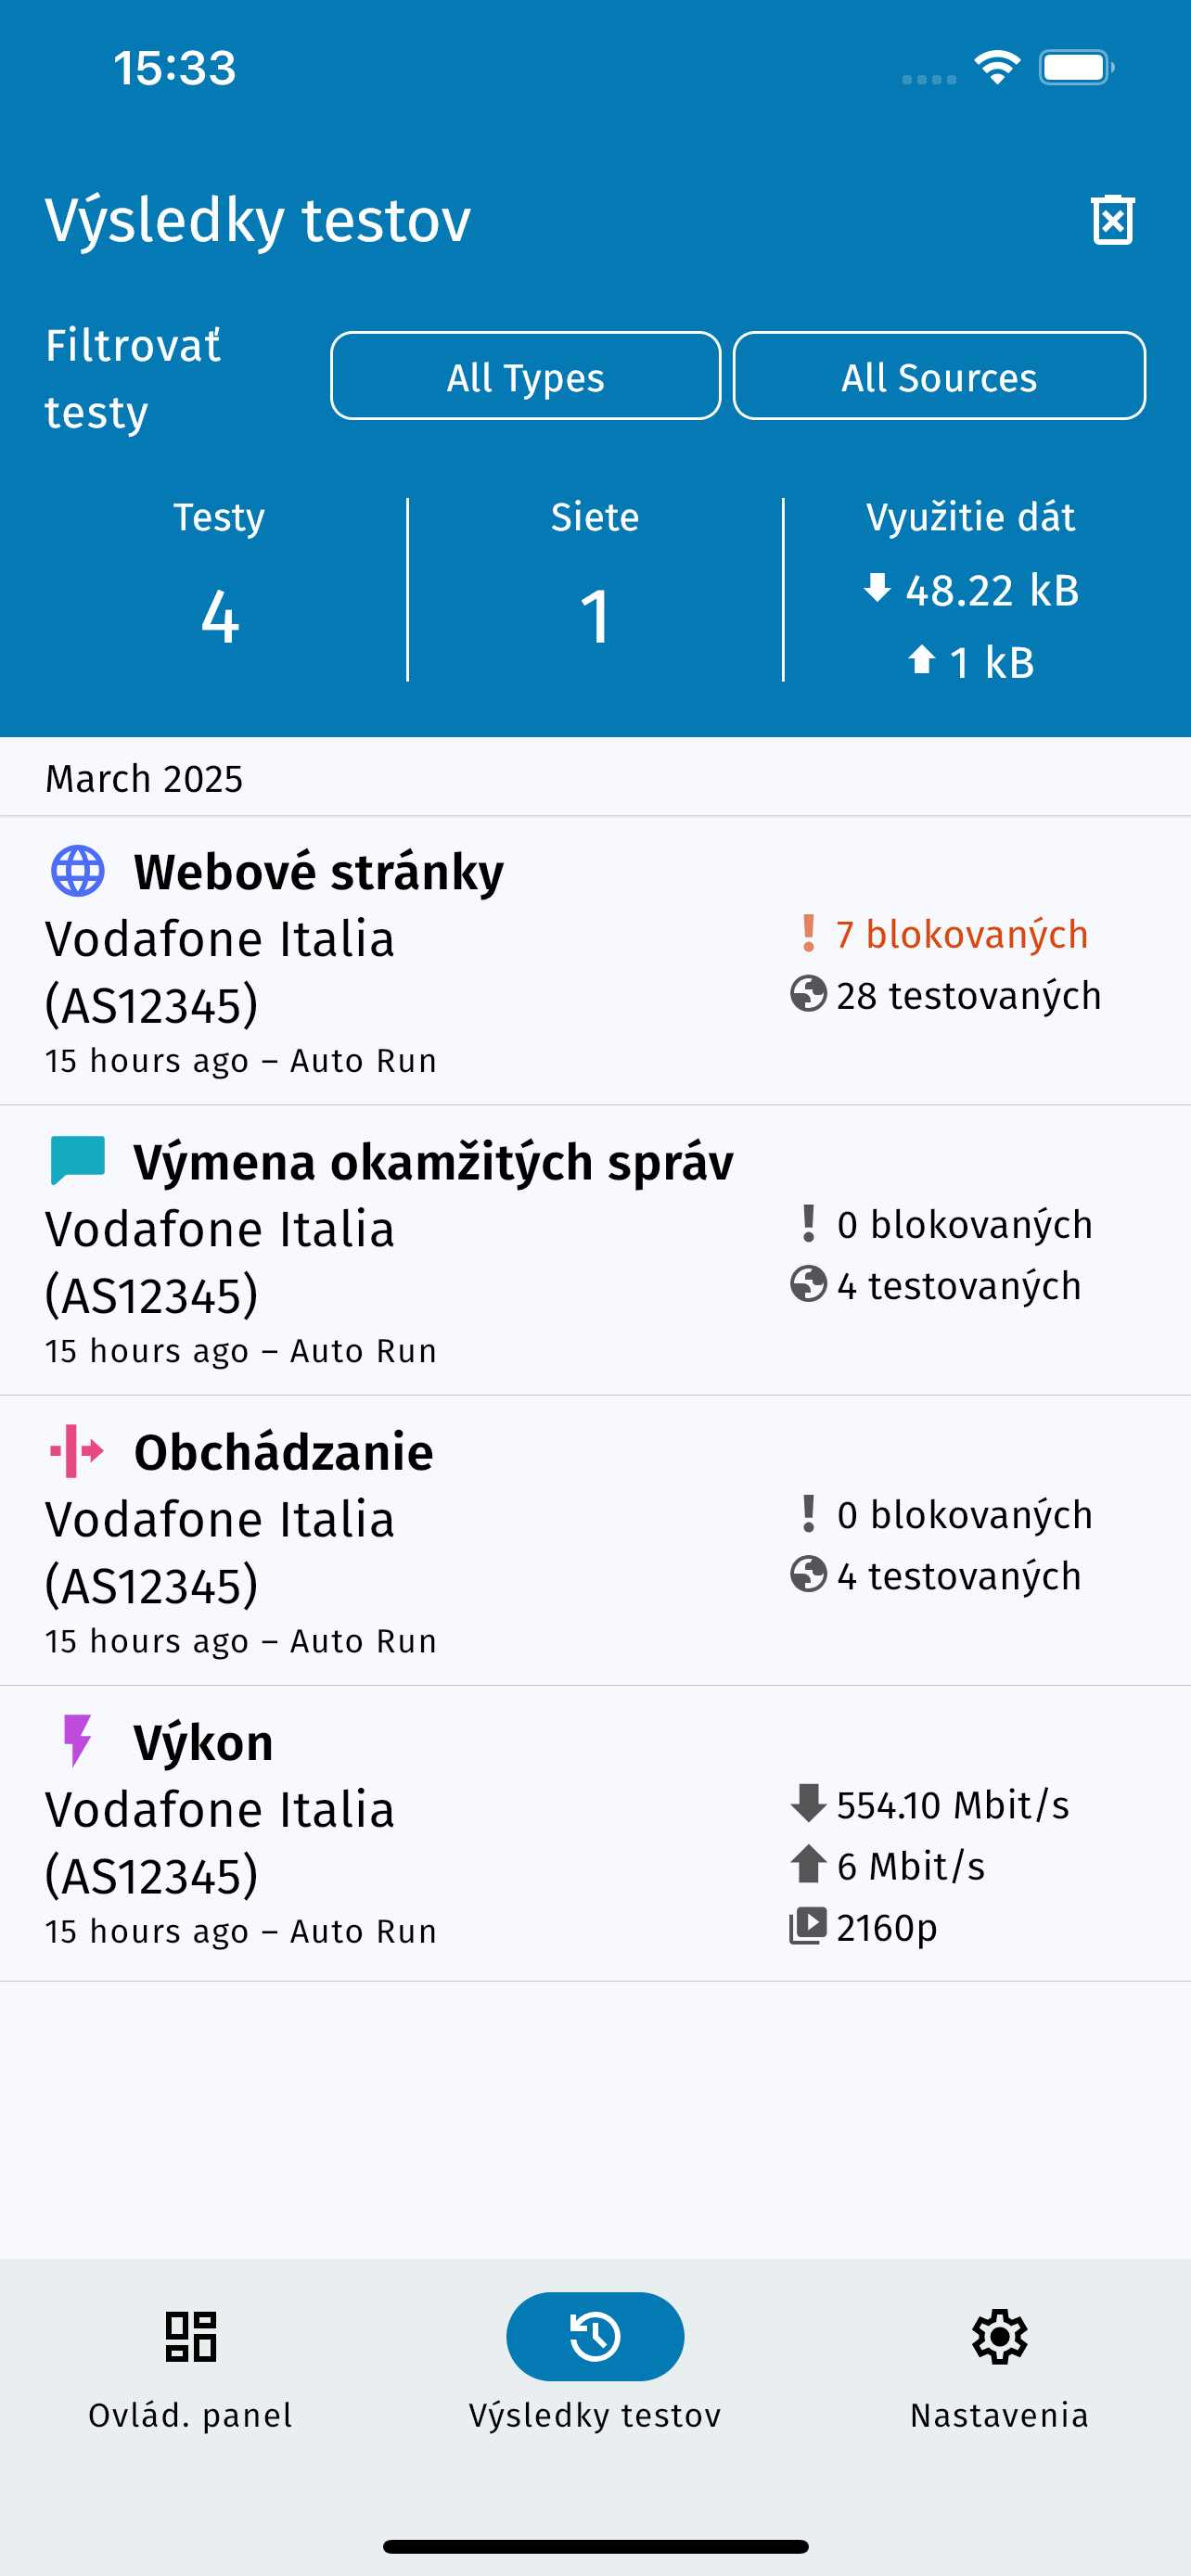 15:33
Výsledky testov
Filtrovať
testy
All Types
All Sources
Testy
4
Siete
1
Využitie dát
48.22 kB
1 kB
March 2025
Webové stránky
Vodafone Italia
(AS12345)
15 hours ago – Auto Run
7 blokovaných
28 testovaných
Výmena okamžitých správ
Vodafone Italia
(AS12345)
15 hours ago – Auto Run
0 blokovaných
4 testovaných
Obchádzanie
Vodafone Italia
(AS12345)
15 hours ago – Auto Run
0 blokovaných
4 testovaných
Výkon
Vodafone Italia
(AS12345)
15 hours ago – Auto Run
554.10 Mbit/s
6 Mbit/s
2160p
Ovlád. panel
Výsledky testov
Nastavenia